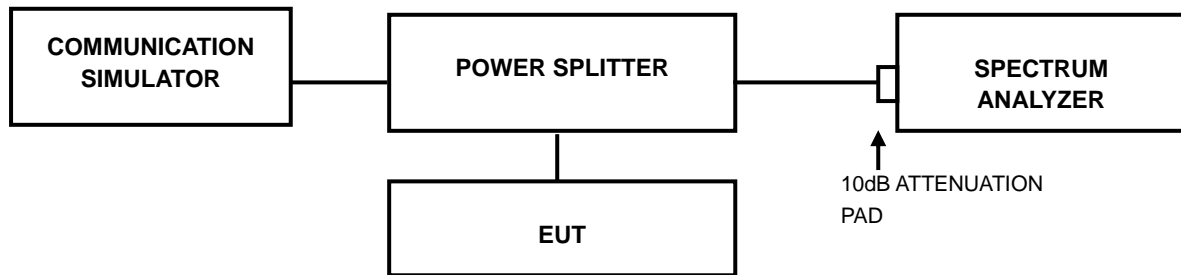 COMMUNICATION
SIMULATOR
POWER SPLITTER
SPECTRUM
ANALYZER
10dB ATTENUATION
PAD
EUT